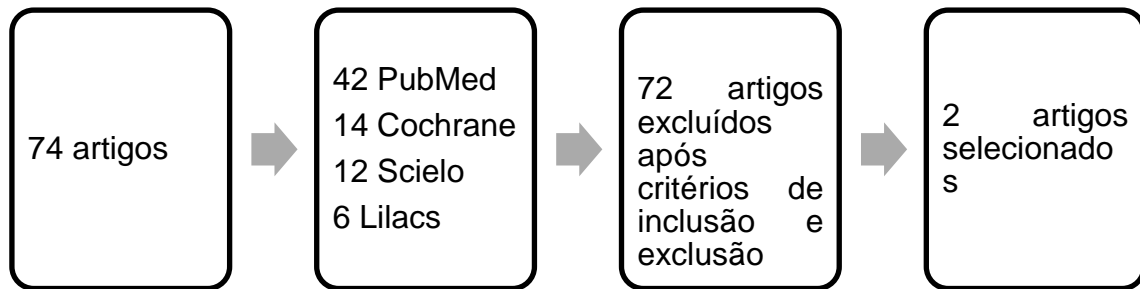 74 artigos
42 PubMed
14 Cochrane
12 Scielo
6 Lilacs
72 artigos
excluídos
após
critérios de
inclusão e
exclusão
2 artigos
selecionado
s